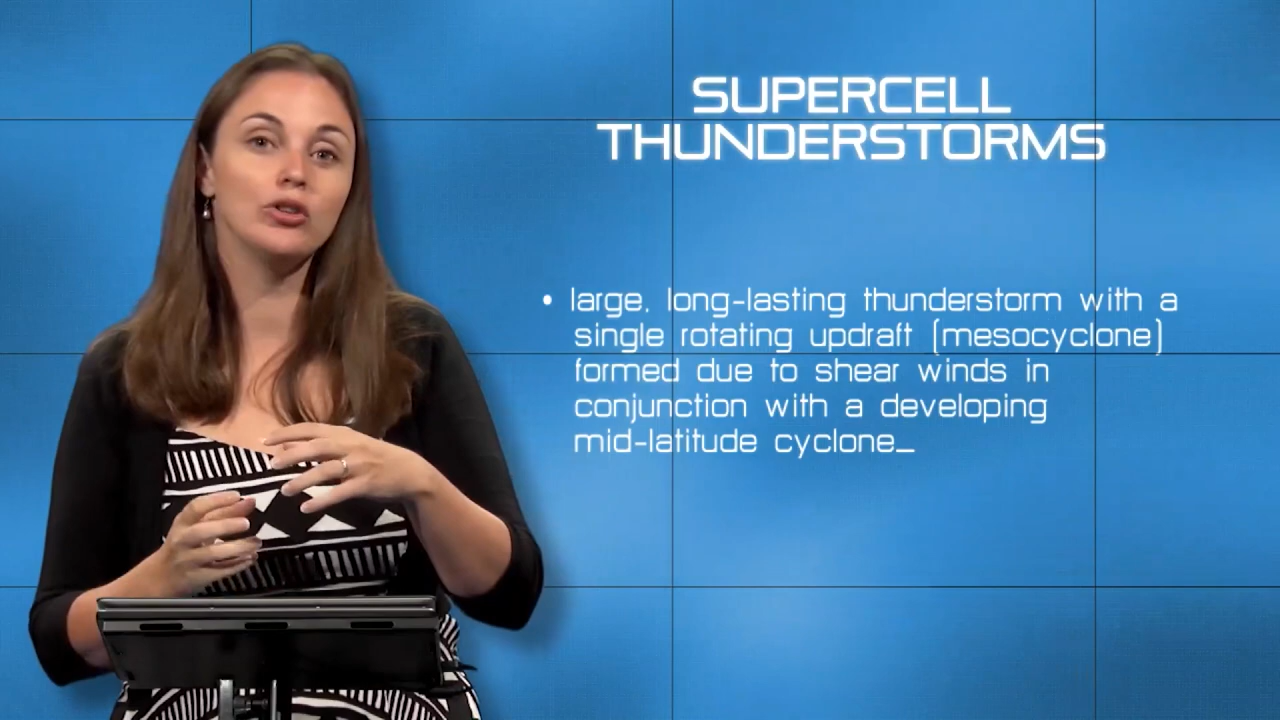 SUPERCELL
THUNDERSTORMS
• large, long-lasting thunderstorm with a
single rotating updraft (mesocyclone)
formed due to shear winds in
conjunction with a developing
mid-latitude cyclone_